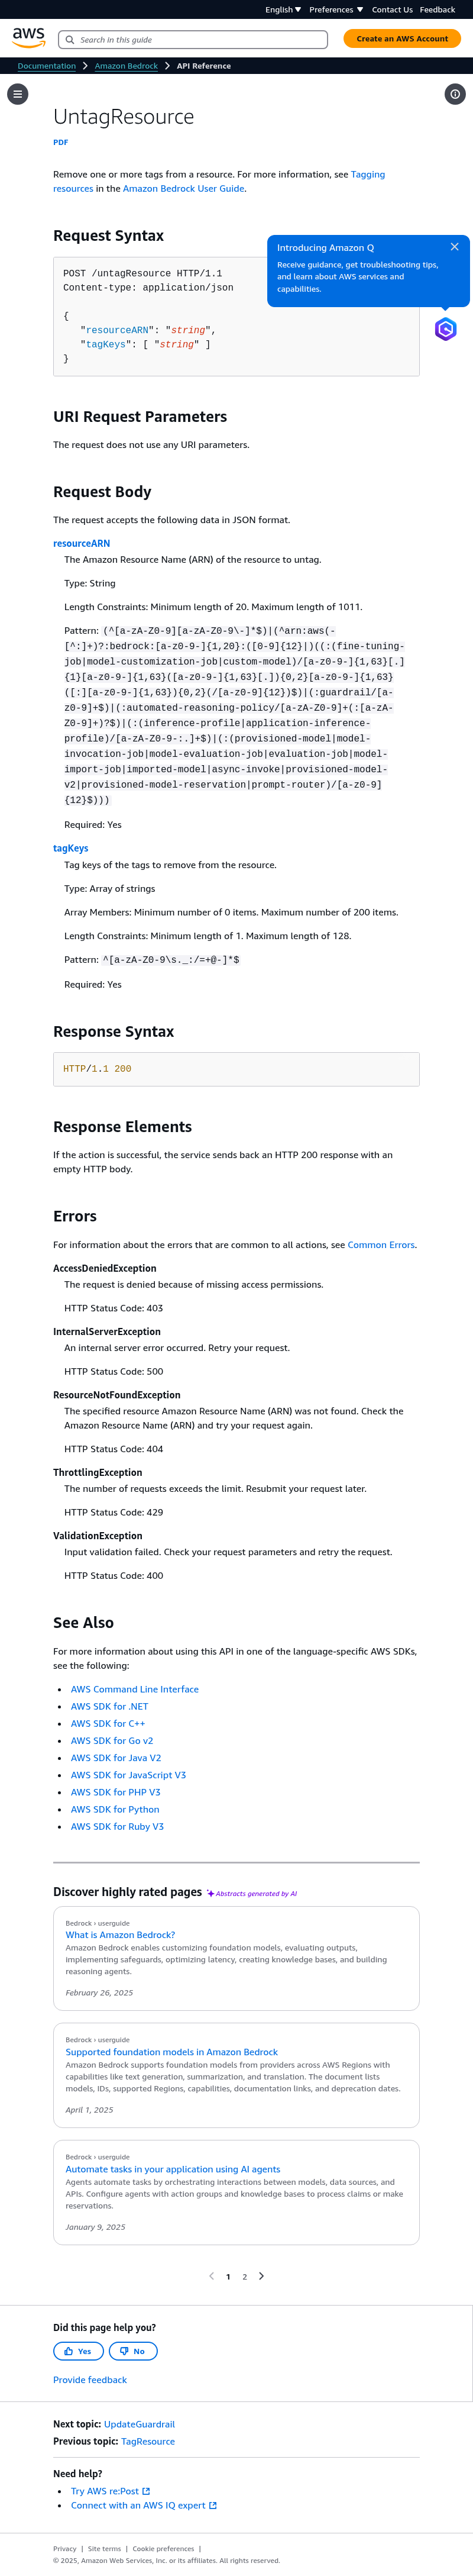 English Preferences Contact Us Feedback
aws Search in this guide Create an AWS Account
Documentation Amazon Bedrock API Reference
UntagResource
PDF
Remove one or more tags from a resource. For more information, see Tagging
resources in the Amazon Bedrock User Guide.
Request Syntax
Introducing Amazon Q
Receive guidance, get troubleshooting tips,
and learn about AWS services and
capabilities.
POST /untagResource HTTP/1.1
Content-type: application/json
{
"resourceARN": "string",
"tagKeys": [ "string" ]
}
URI Request Parameters
The request does not use any URI parameters.
Request Body
The request accepts the following data in JSON format.
resourceARN
The Amazon Resource Name (ARN) of the resource to untag.
Type: String
Length Constraints: Minimum length of 20. Maximum length of 1011.
Pattern: (^[a-zA-Z0-9][a-zA-Z0-9\-]*$)|(^arn:aws(-
[^:]+)?:bedrock:[a-z0-9-]{1,20}:([0-9]{12}|)((:(fine-tuning-
job|model-customization-job|custom-model)/[a-z0-9-]{1,63}[.]
{1}[a-z0-9-]{1,63}([a-z0-9-]{1,63}[.]){0,2}[a-z0-9-]{1,63}
([:][a-z0-9-]{1,63}){0,2}(/[a-z0-9]{12})$)|(:guardrail/[a-
z0-9]+$)|(:automated-reasoning-policy/[a-zA-Z0-9]+(:[a-zA-
Z0-9]+)?$)|(:(inference-profile|application-inference-
profile)/[a-zA-Z0-9-:.]+$)|(:(provisioned-model|model-
invocation-job|model-evaluation-job|evaluation-job|model-
import-job|imported-model|async-invoke|provisioned-model-
v2|provisioned-model-reservation|prompt-router)/[a-z0-9]
{12}$)))
Required: Yes
tagKeys
Tag keys of the tags to remove from the resource.
Type: Array of strings
Array Members: Minimum number of 0 items. Maximum number of 200 items.
Length Constraints: Minimum length of 1. Maximum length of 128.
Pattern: ^[a-zA-Z0-9\s._:/=+@-]*$
Required: Yes
Response Syntax
HTTP/1.1 200
Response Elements
If the action is successful, the service sends back an HTTP 200 response with an
empty HTTP body.
Errors
For information about the errors that are common to all actions, see Common Errors.
AccessDeniedException
The request is denied because of missing access permissions.
HTTP Status Code: 403
InternalServerException
An internal server error occurred. Retry your request.
HTTP Status Code: 500
ResourceNotFoundException
The specified resource Amazon Resource Name (ARN) was not found. Check the
Amazon Resource Name (ARN) and try your request again.
HTTP Status Code: 404
ThrottlingException
The number of requests exceeds the limit. Resubmit your request later.
HTTP Status Code: 429
ValidationException
Input validation failed. Check your request parameters and retry the request.
HTTP Status Code: 400
See Also
For more information about using this API in one of the language-specific AWS SDKs,
see the following:
• AWS Command Line Interface
• AWS SDK for .NET
• AWS SDK for C++
• AWS SDK for Go v2
• AWS SDK for Java V2
• AWS SDK for JavaScript V3
• AWS SDK for PHP V3
• AWS SDK for Python
• AWS SDK for Ruby V3
Discover highly rated pages Abstracts generated by AI
Bedrock › userguide
What is Amazon Bedrock?
Amazon Bedrock enables customizing foundation models, evaluating outputs,
implementing safeguards, optimizing latency, creating knowledge bases, and building
reasoning agents.
February 26, 2025
Bedrock › userguide
Supported foundation models in Amazon Bedrock
Amazon Bedrock supports foundation models from providers across AWS Regions with
capabilities like text generation, summarization, and translation. The document lists
models, IDs, supported Regions, capabilities, documentation links, and deprecation dates.
April 1, 2025
Bedrock › userguide
Automate tasks in your application using AI agents
Agents automate tasks by orchestrating interactions between models, data sources, and
APIs. Configure agents with action groups and knowledge bases to process claims or make
reservations.
January 9, 2025
1 2
Did this page help you?
Yes No
Provide feedback
Next topic: UpdateGuardrail
Previous topic: TagResource
Need help?
• Try AWS re:Post
• Connect with an AWS IQ expert
Privacy | Site terms | Cookie preferences |
© 2025, Amazon Web Services, Inc. or its affiliates. All rights reserved.